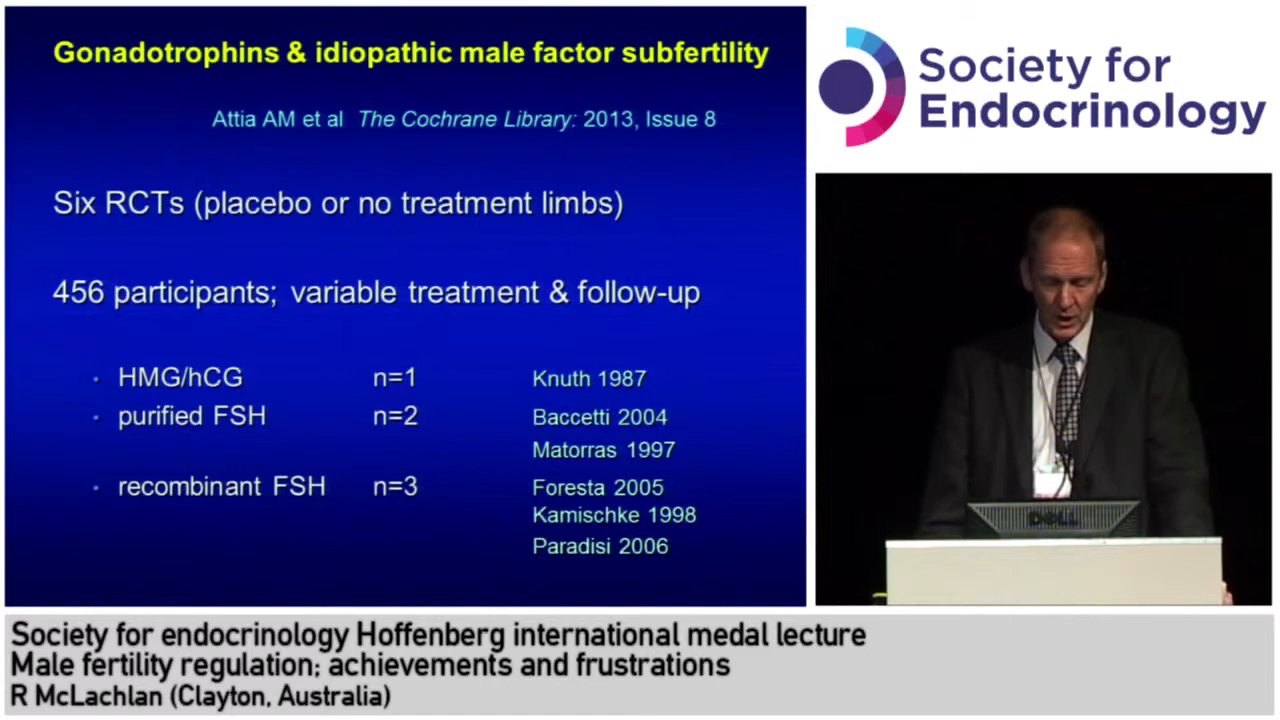 Gonadotrophins & idiopathic male factor subfertility
Attia AM et al The Cochrane Library: 2013, Issue 8
Six RCTs (placebo or no treatment limbs)
456 participants; variable treatment & follow-up
· HMG/hCG n=1 Knuth 1987
· purified FSH n=2 Baccetti 2004
Matorras 1997
· recombinant FSH n=3 Foresta 2005
Kamischke 1998
Paradisi 2006
Society for
Endocrinology
DELL
Society for endocrinology Hoffenberg international medal lecture
Male fertility regulation; achievements and frustrations
R McLachlan (Clayton, Australia)